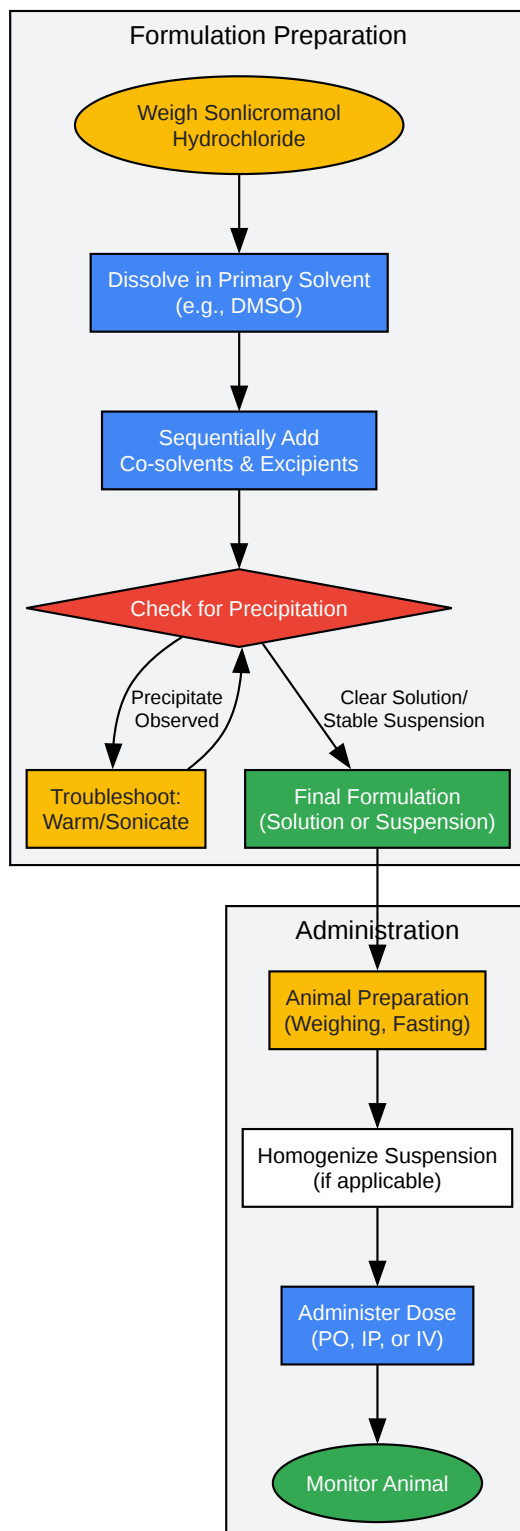 Formulation Preparation
Weigh Sonlicromanol
Hydrochloride
Dissolve in Primary Solvent
(e.g., DMSO)
Sequentially Add
Co-solvents & Excipients
Check for Precipitation
Precipitate
Observed
Clear Solution/
Stable Suspension
Troubleshoot:
Warm/Sonicate
Final Formulation
(Solution or Suspension)
Administration
Animal Preparation
(Weighing, Fasting)
Homogenize Suspension
(if applicable)
Administer Dose
(PO, IP, or IV)
Monitor Animal